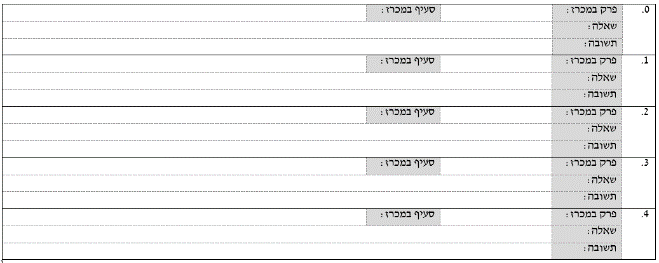 0. פרק במכרז: סעיף במכרז:
שאלה:
תשובה:
1. פרק במכרז: סעיף במכרז:
שאלה:
תשובה:
2. פרק במכרז: סעיף במכרז:
שאלה:
תשובה:
3. פרק במכרז: סעיף במכרז:
שאלה:
תשובה:
4. פרק במכרז: סעיף במכרז:
שאלה:
תשובה: